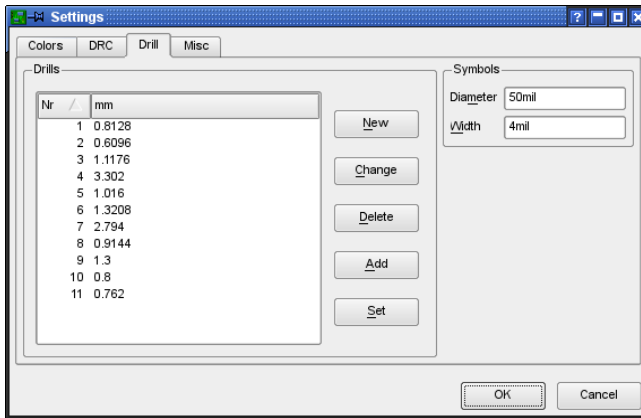 Settings
Colors DRC Drill Misc
Drills
Nr mm
1 0.8128
2 0.6096
3 1.1176
4 3.302
5 1.016
6 1.3208
7 2.794
8 0.9144
9 1.3
10 0.8
11 0.762
New
Change
Delete
Add
Set
Symbols
Diameter 50mil
Width 4mil
OK Cancel